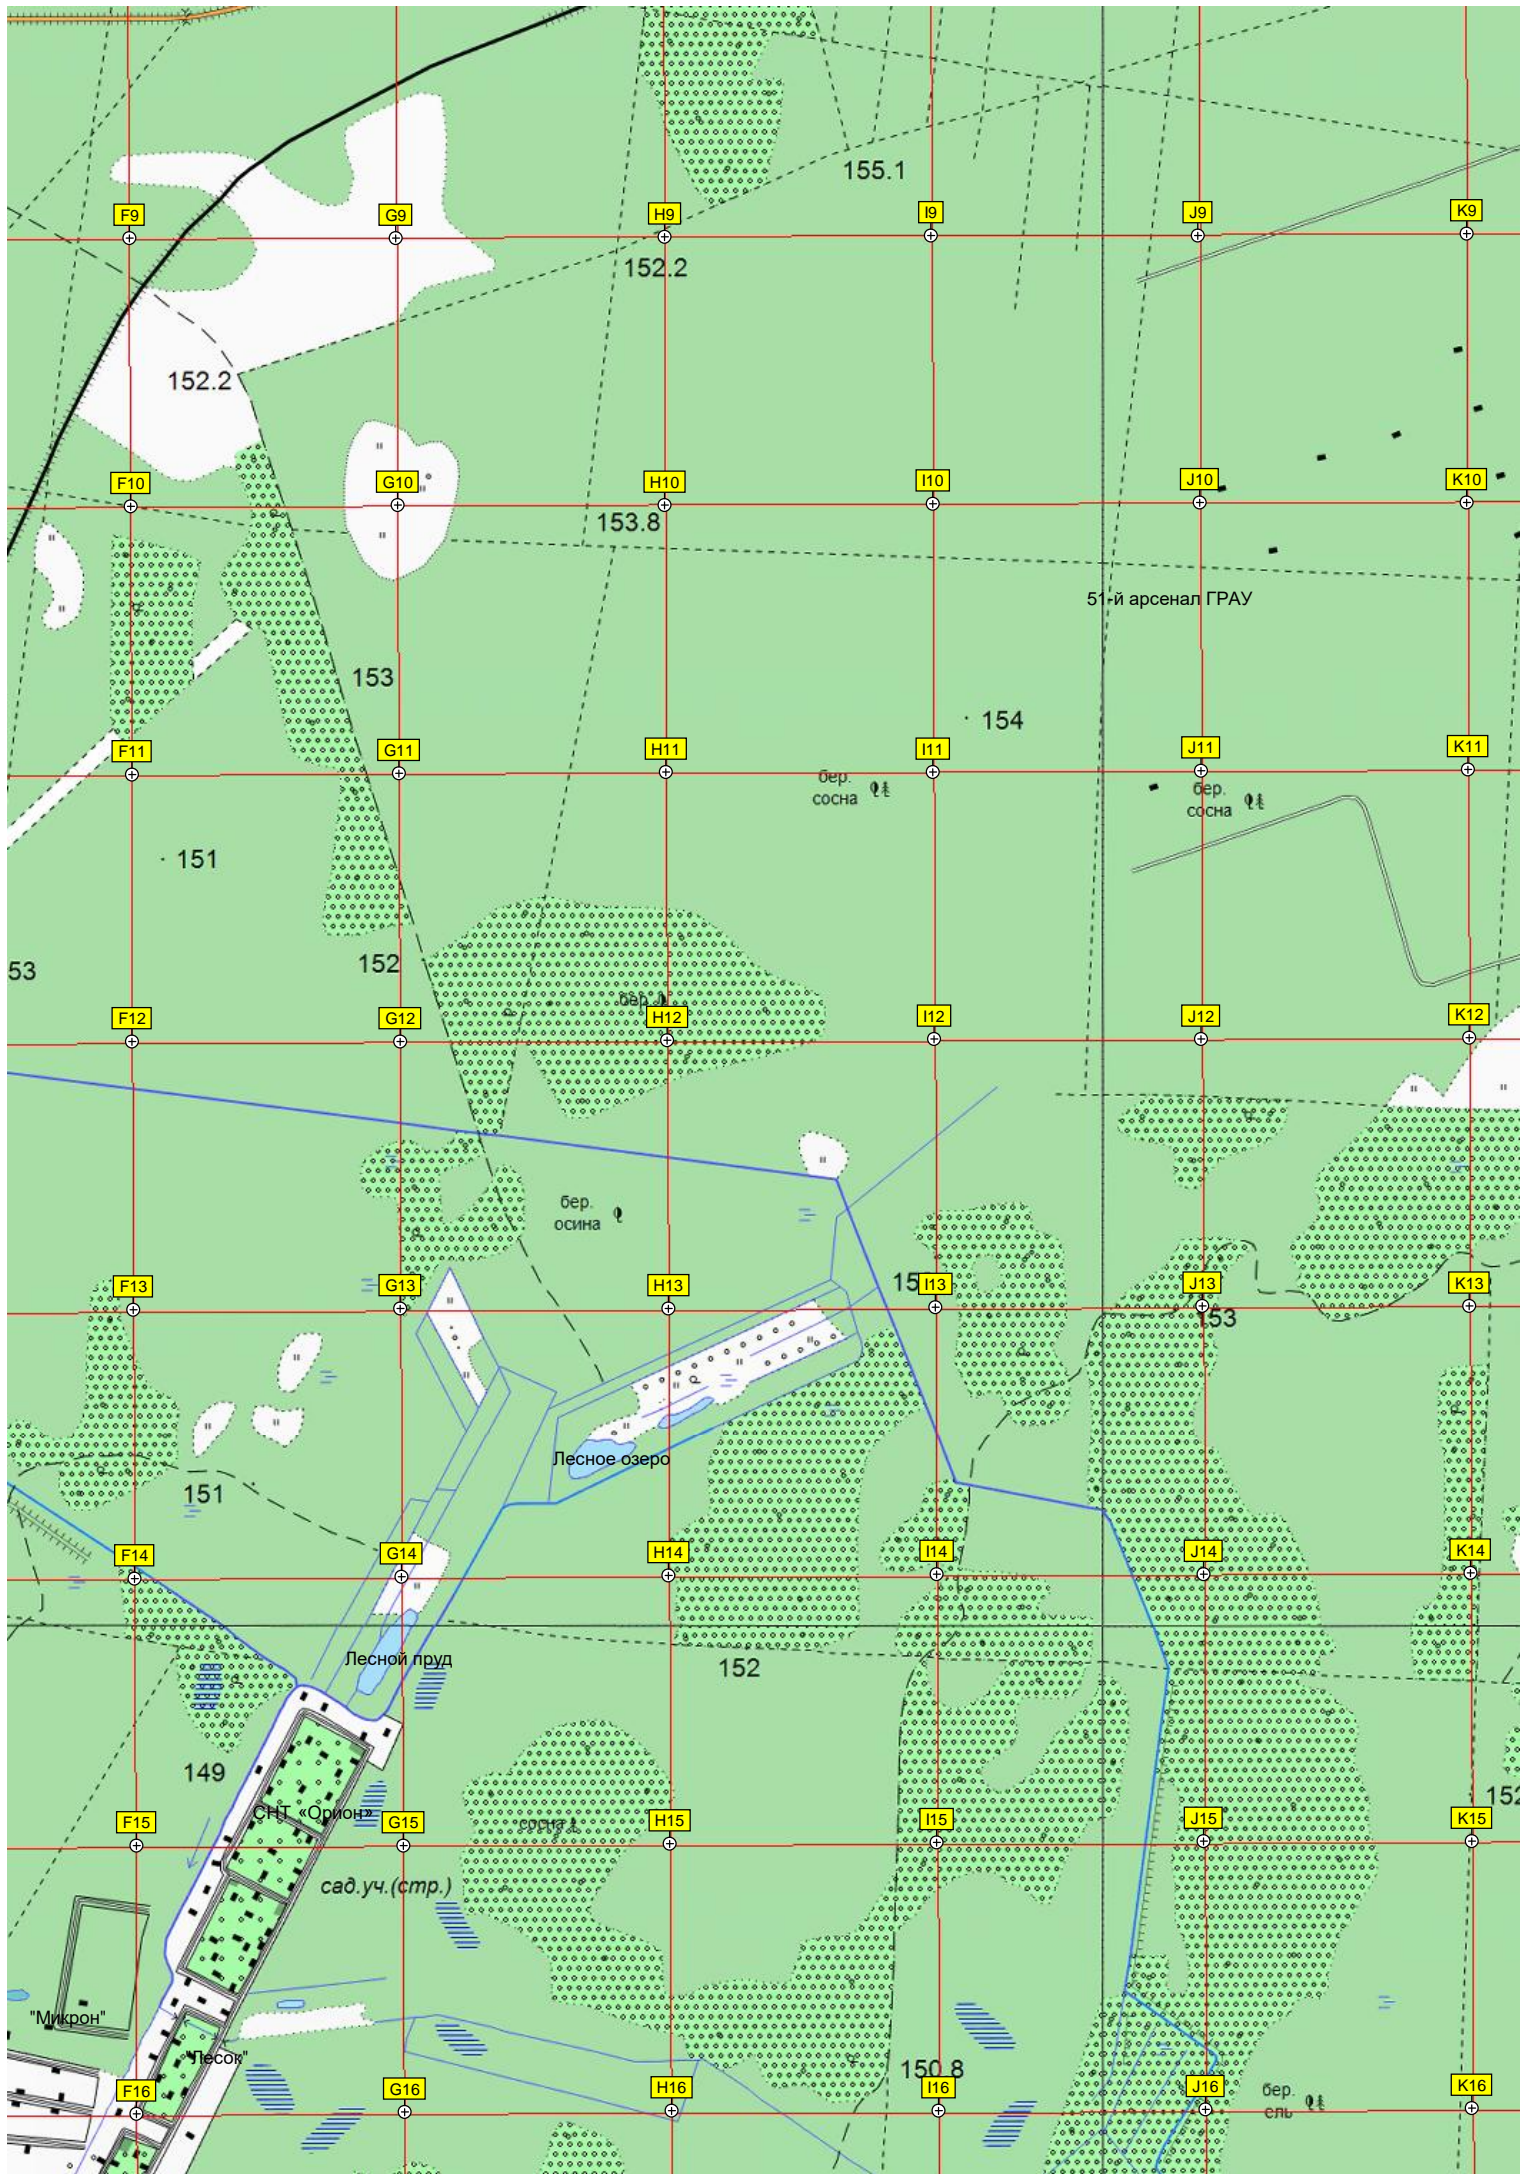 155.1
F9 G9 H9 I9 J9 K9
152.2
152.2
F10 G10 H10 I10 J10 K10
153.8
51-й арсенал ГРАУ
153
154
F11 G11 H11 I11 J11 K11
бер.
сосна
бер.
сосна
151
152
53
бер.
F12 G12 H12 I12 J12 K12
бер.
осина
F13 G13 H13 I13 J13 K13
153
Лесное озеро
151
F14 G14 H14 I14 J14 K14
Лесной пруд
152
149
152
СНТ «Орион»
F15 G15 H15 I15 J15 K15
сосна
сад.уч.(стр.)
"Микрон"
"Лесок"
150.8
F16 G16 H16 I16 J16 K16
бер.
ель